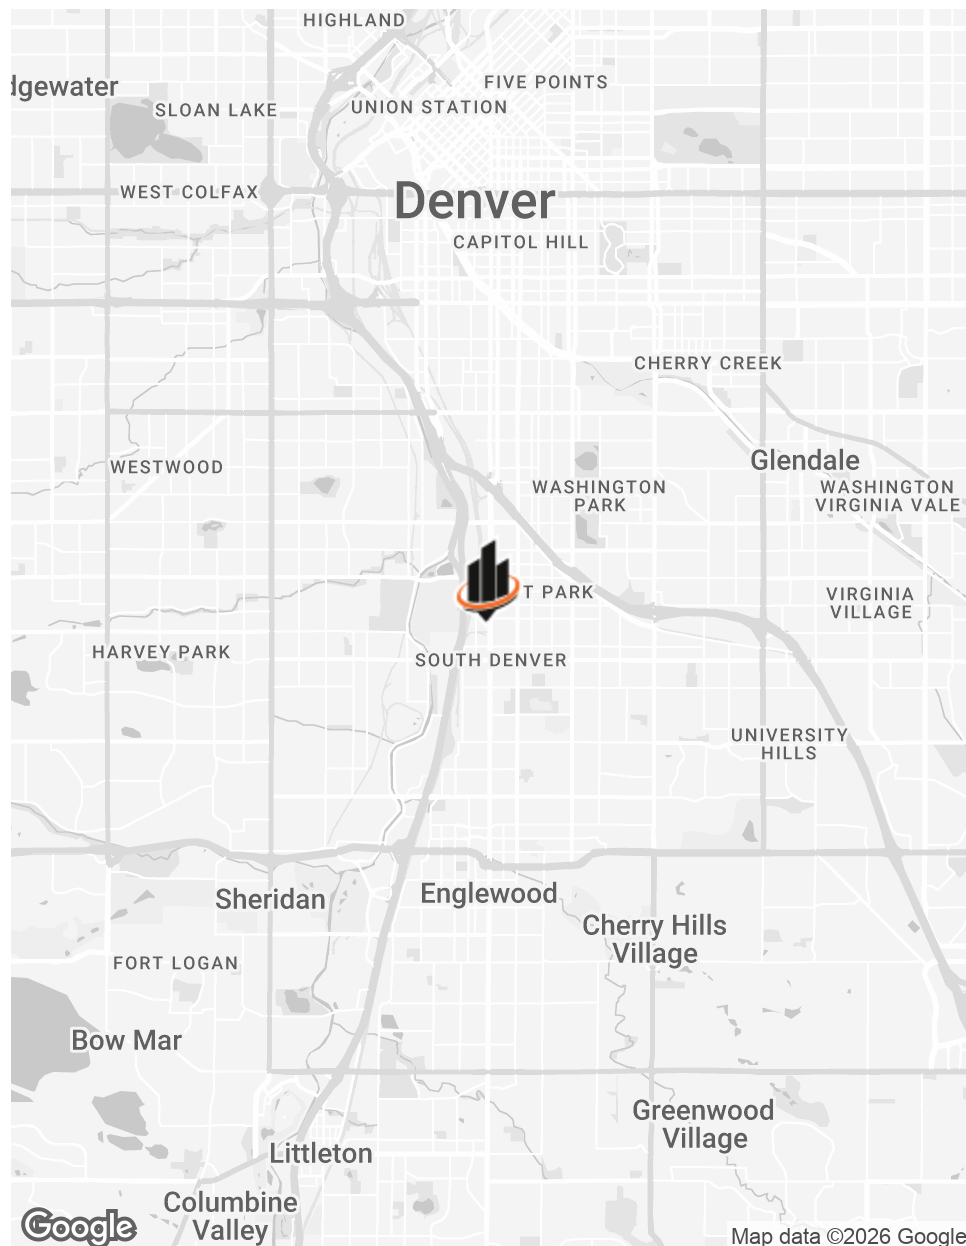 HIGHLAND
dgewater
FIVE POINTS
SLOAN LAKE
UNION STATION
WEST COLFAX
Denver
CAPITOL HILL
CHERRY CREEK
Glendale
WESTWOOD
WASHINGTON
PARK
WASHINGTON
VIRGINIA VALE
T PARK
VIRGINIA
VILLAGE
HARVEY PARK
SOUTH DENVER
UNIVERSITY
HILLS
Sheridan
Englewood
Cherry Hills
Village
FORT LOGAN
Bow Mar
Greenwood
Village
Littleton
Columbine
Valley
Google
Map data ©2026 Google